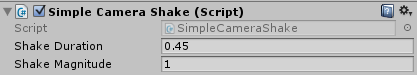 Simple Camera Shake (Script)
Script SimpleCameraShake
Shake Duration 0.45
Shake Magnitude 1